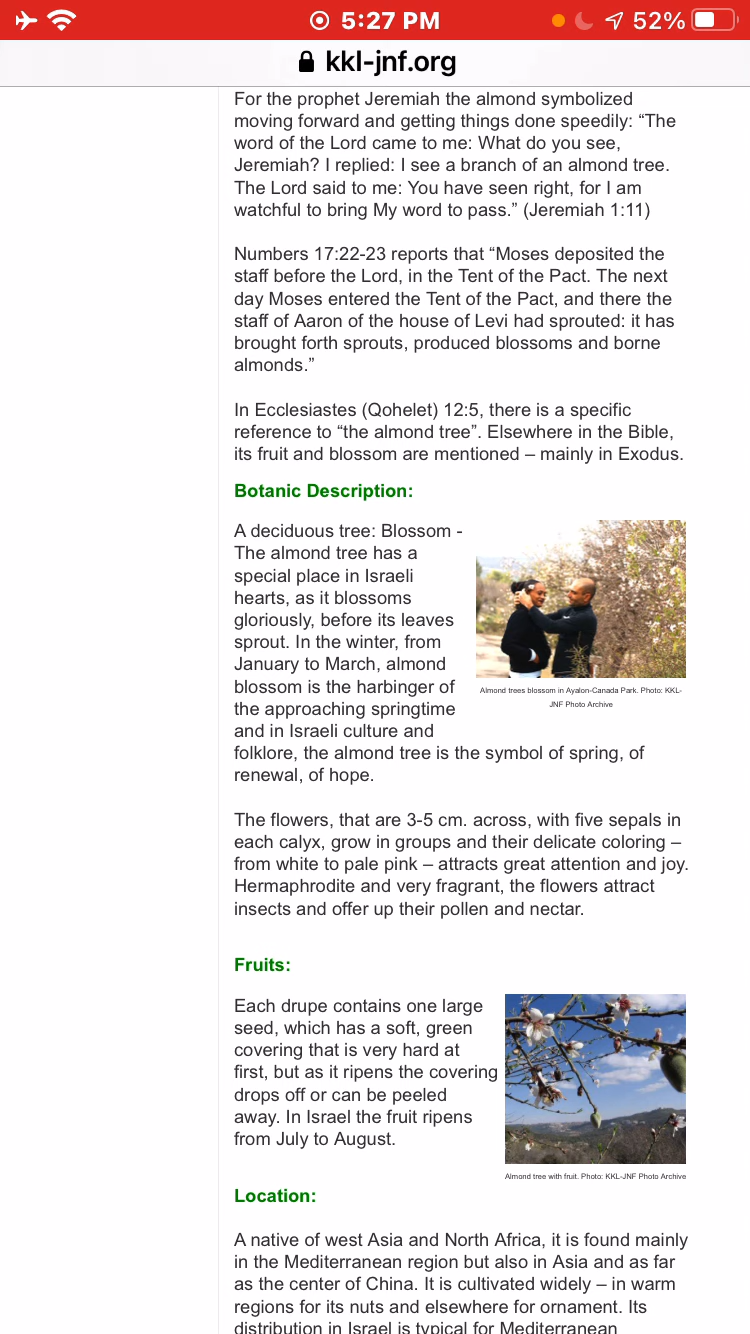 5:27 PM
52%
kkl-jnf.org
For the prophet Jeremiah the almond symbolized
moving forward and getting things done speedily: “The
word of the Lord came to me: What do you see,
Jeremiah? I replied: I see a branch of an almond tree.
The Lord said to me: You have seen right, for I am
watchful to bring My word to pass.” (Jeremiah 1:11)
Numbers 17:22-23 reports that “Moses deposited the
staff before the Lord, in the Tent of the Pact. The next
day Moses entered the Tent of the Pact, and there the
staff of Aaron of the house of Levi had sprouted: it has
brought forth sprouts, produced blossoms and borne
almonds.”
In Ecclesiastes (Qohelet) 12:5, there is a specific
reference to “the almond tree”. Elsewhere in the Bible,
its fruit and blossom are mentioned – mainly in Exodus.
Botanic Description:
A deciduous tree: Blossom -
The almond tree has a
special place in Israeli
hearts, as it blossoms
gloriously, before its leaves
sprout. In the winter, from
January to March, almond
blossom is the harbinger of
the approaching springtime
and in Israeli culture and
folklore, the almond tree is the symbol of spring, of
renewal, of hope.
Almond trees blossom in Ayalon-Canada Park. Photo: KKL-
JNF Photo Archive
The flowers, that are 3-5 cm. across, with five sepals in
each calyx, grow in groups and their delicate coloring –
from white to pale pink – attracts great attention and joy.
Hermaphrodite and very fragrant, the flowers attract
insects and offer up their pollen and nectar.
Fruits:
Each drupe contains one large
seed, which has a soft, green
covering that is very hard at
first, but as it ripens the covering
drops off or can be peeled
away. In Israel the fruit ripens
from July to August.
Almond tree with fruit. Photo: KKL-JNF Photo Archive
Location:
A native of west Asia and North Africa, it is found mainly
in the Mediterranean region but also in Asia and as far
as the center of China. It is cultivated widely – in warm
regions for its nuts and elsewhere for ornament. Its
distribution in Israel is typical for Mediterranean